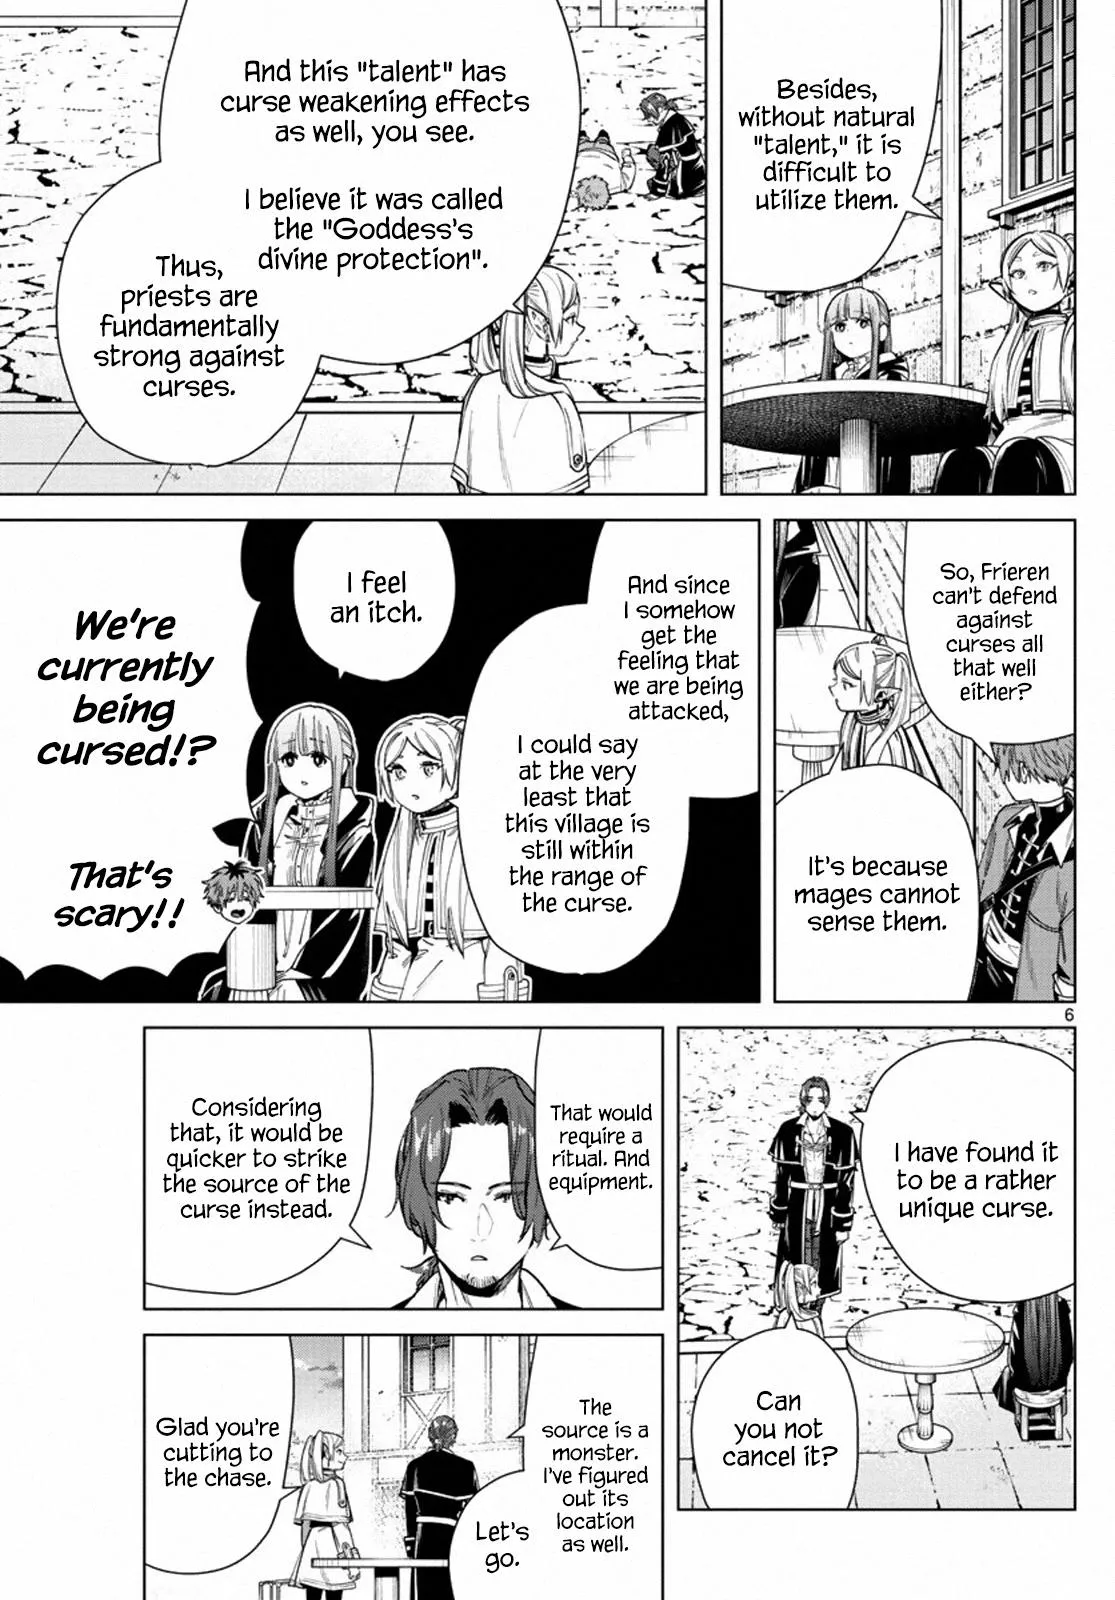 Besides,
without natural
"talent," it is
difficult to
utilize them.
And this "talent" has
curse weakening effects
as well, you see.
I believe it was called
the "Goddess's
divine protection".
Thus,
priests are
fundamentally
strong against
curses.
So, Frieren
can't defend
against
curses all
that well
either?
It's because
mages cannot
sense them.
And since
I somehow
get the
feeling that
we are being
attacked,
I could say
at the very
least that
this village is
still within
the range of
the curse.
I feel
an itch.
We're
currently
being
cursed!?
That's
scary!!
6
I have found it
to be a rather
unique curse.
Can
you not
cancel it?
That would
require a
ritual. And
equipment.
Considering
that, it would be
quicker to strike
the source of the
curse instead.
The
source is a
monster.
I've figured
out its
location
as well.
Let's
go.
Glad you're
cutting to
the chase.